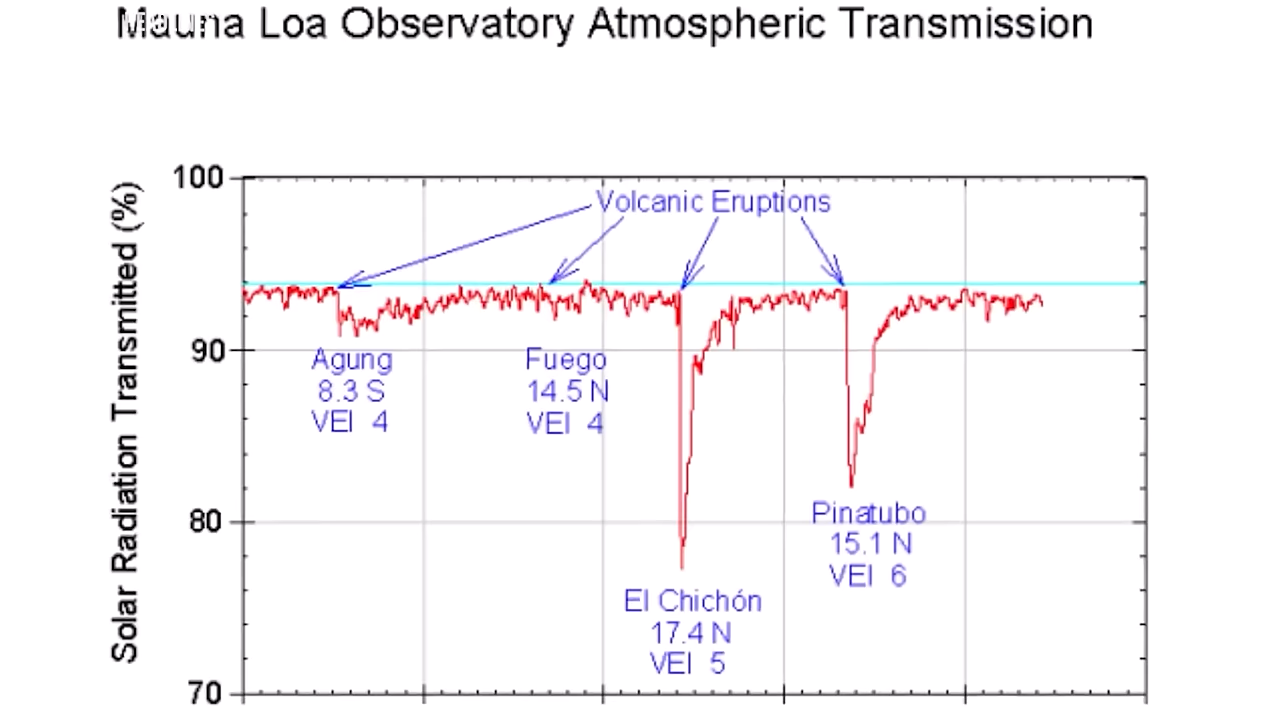 Mauna Loa Observatory Atmospheric Transmission
100
90
80
70
Solar Radiation Transmitted (%)
Volcanic Eruptions
Agung
8.3 S
VEI 4
Fuego
14.5 N
VEI 4
El Chichón
17.4 N
VEI 5
Pinatubo
15.1 N
VEI 6